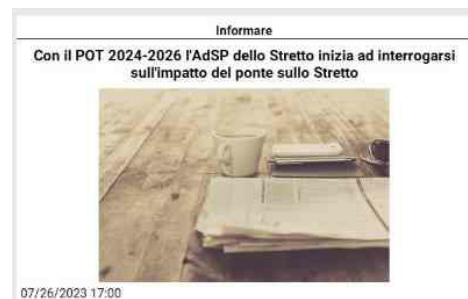 Informare
Con il POT 2024-2026 l'AdSP dello Stretto inizia ad interrogarsi
sull'impatto del ponte sullo Stretto
07/26/2023 17:00